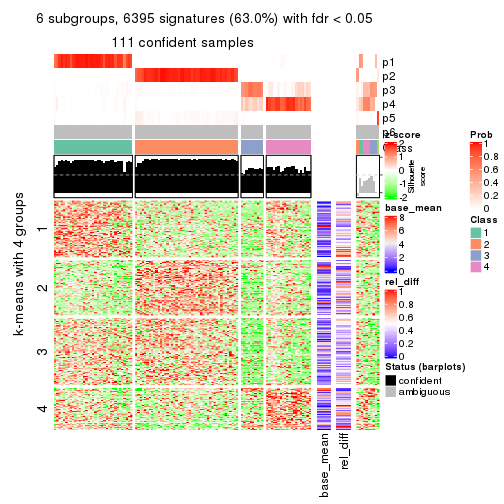 6 subgroups, 6395 signatures (63.0%) with fdr < 0.05
111 confident samples
p1
p2
p3
p4
p5
p6
Class
z-score
2
1
0
-1
-2
Silhouette
score
Prob
1
0.8
0.6
0.4
0.2
0
base_mean
8
6
4
2
0
Class
1
2
3
4
rel_diff
1
0.8
0.6
0.4
0.2
0
Status (barplots)
confident
ambiguous
k-means with 4 groups
1
2
3
4
base_mean
rel_diff